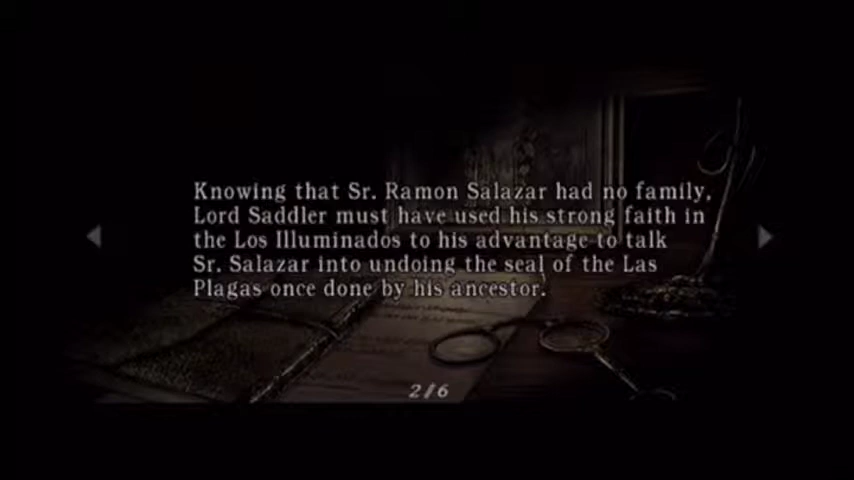 Knowing that Sr. Ramon Salazar had no family,
Lord Saddler must have used his strong faith in
the Los Illuminados to his advantage to talk
Sr. Salazar into undoing the seal of the Las
Plagas once done by his ancestor.
2/6